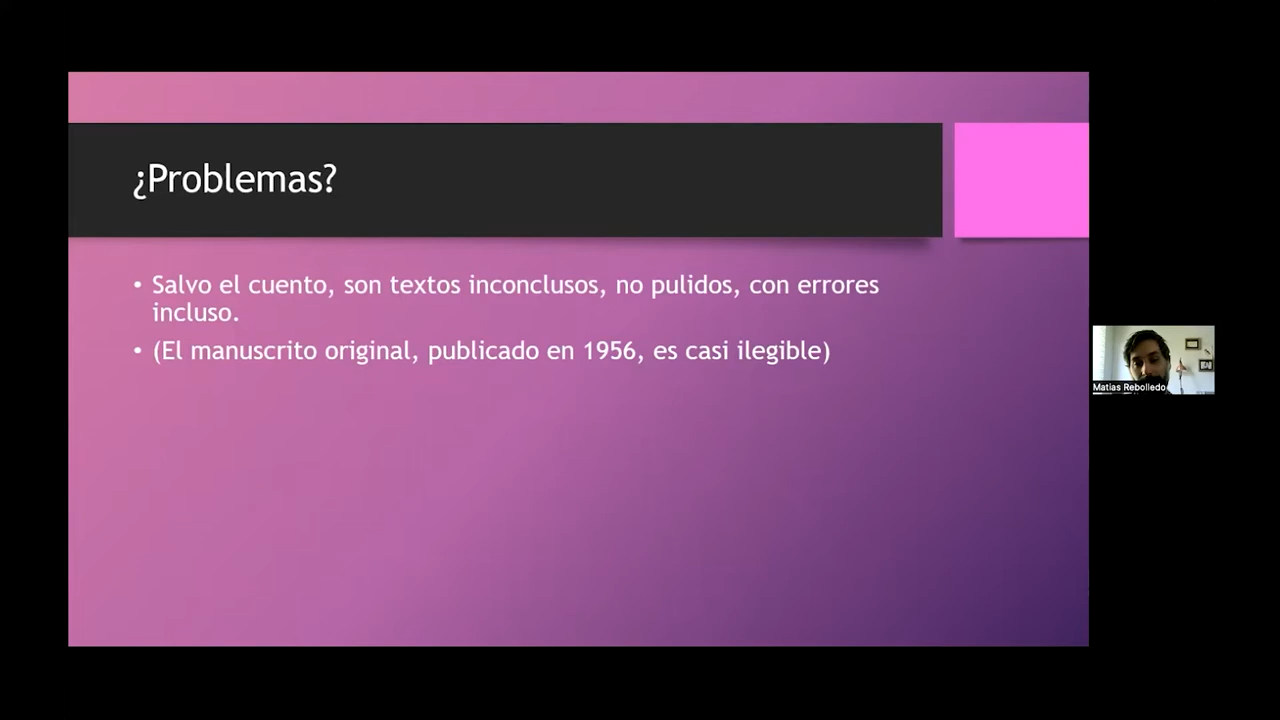 ¿Problemas?
• Salvo el cuento, son textos inconclusos, no pulidos, con errores
incluso.
• (El manuscrito original, publicado en 1956, es casi ilegible)
Matias Rebolledo